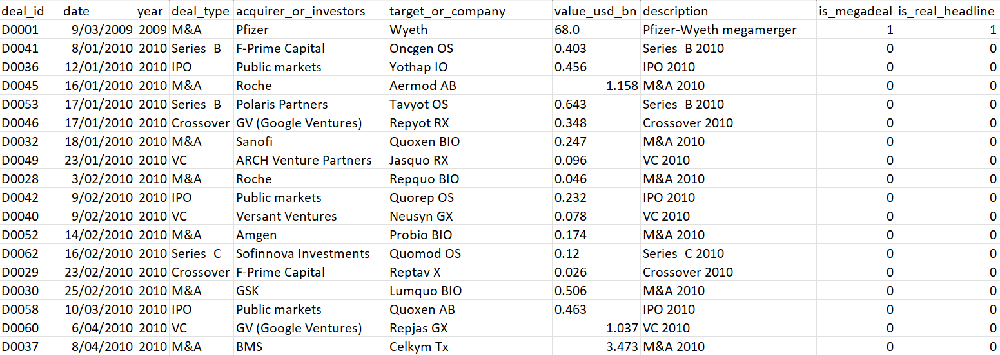 deal_id date year deal_type acquirer_or_investors target_or_company value_usd_bn description is_megadeal is_real_headline
D0001 9/03/2009 2009 M&A Pfizer Wyeth 68.0 Pfizer-Wyeth megamerger 1 1
D0041 8/01/2010 2010 Series_B F-Prime Capital Oncgen OS 0.403 Series_B 2010 0 0
D0036 12/01/2010 2010 IPO Public markets Yothap IO 0.456 IPO 2010 0 0
D0045 16/01/2010 2010 M&A Roche Aermod AB 1.158 M&A 2010 0 0
D0053 17/01/2010 2010 Series_B Polaris Partners Tavyot OS 0.643 Series_B 2010 0 0
D0046 17/01/2010 2010 Crossover GV (Google Ventures) Repyot RX 0.348 Crossover 2010 0 0
D0032 18/01/2010 2010 M&A Sanofi Quoxen BIO 0.247 M&A 2010 0 0
D0049 23/01/2010 2010 VC ARCH Venture Partners Jasquo RX 0.096 VC 2010 0 0
D0028 3/02/2010 2010 M&A Roche Repquo BIO 0.046 M&A 2010 0 0
D0042 9/02/2010 2010 IPO Public markets Quorep OS 0.232 IPO 2010 0 0
D0040 9/02/2010 2010 VC Versant Ventures Neusyn GX 0.078 VC 2010 0 0
D0052 14/02/2010 2010 M&A Amgen Probio BIO 0.174 M&A 2010 0 0
D0062 16/02/2010 2010 Series_C Sofinnova Investments Quomod OS 0.12 Series_C 2010 0 0
D0029 23/02/2010 2010 Crossover F-Prime Capital Reptav X 0.026 Crossover 2010 0 0
D0030 25/02/2010 2010 M&A GSK Lumquo BIO 0.506 M&A 2010 0 0
D0058 10/03/2010 2010 IPO Public markets Quoxen AB 0.463 IPO 2010 0 0
D0060 6/04/2010 2010 VC GV (Google Ventures) Repjas GX 1.037 VC 2010 0 0
D0037 8/04/2010 2010 M&A BMS Celkym Tx 3.473 M&A 2010 0 0